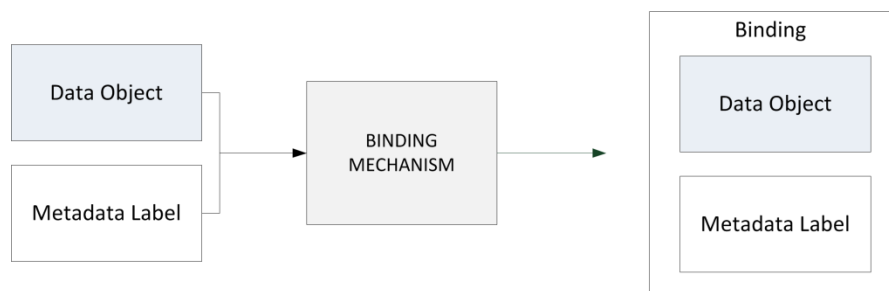 Data Object
Metadata Label
BINDING
MECHANISM
Binding
Data Object
Metadata Label